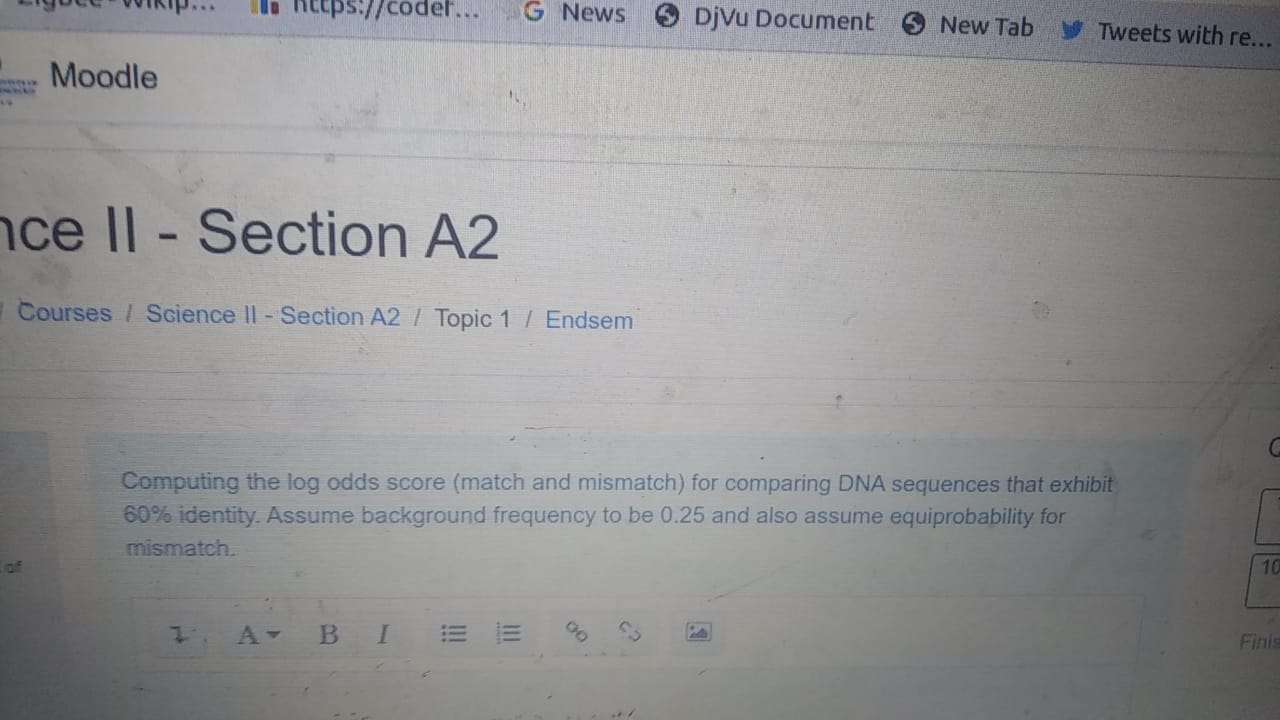 https://codef... News DjVu Document New Tab Tweets with re...
Moodle
nce II - Section A2
/ Courses / Science II - Section A2 / Topic 1 / Endsem
Computing the log odds score (match and mismatch) for comparing DNA sequences that exhibit
60% identity. Assume background frequency to be 0.25 and also assume equiprobability for
mismatch.
of
10
A B I
Finis